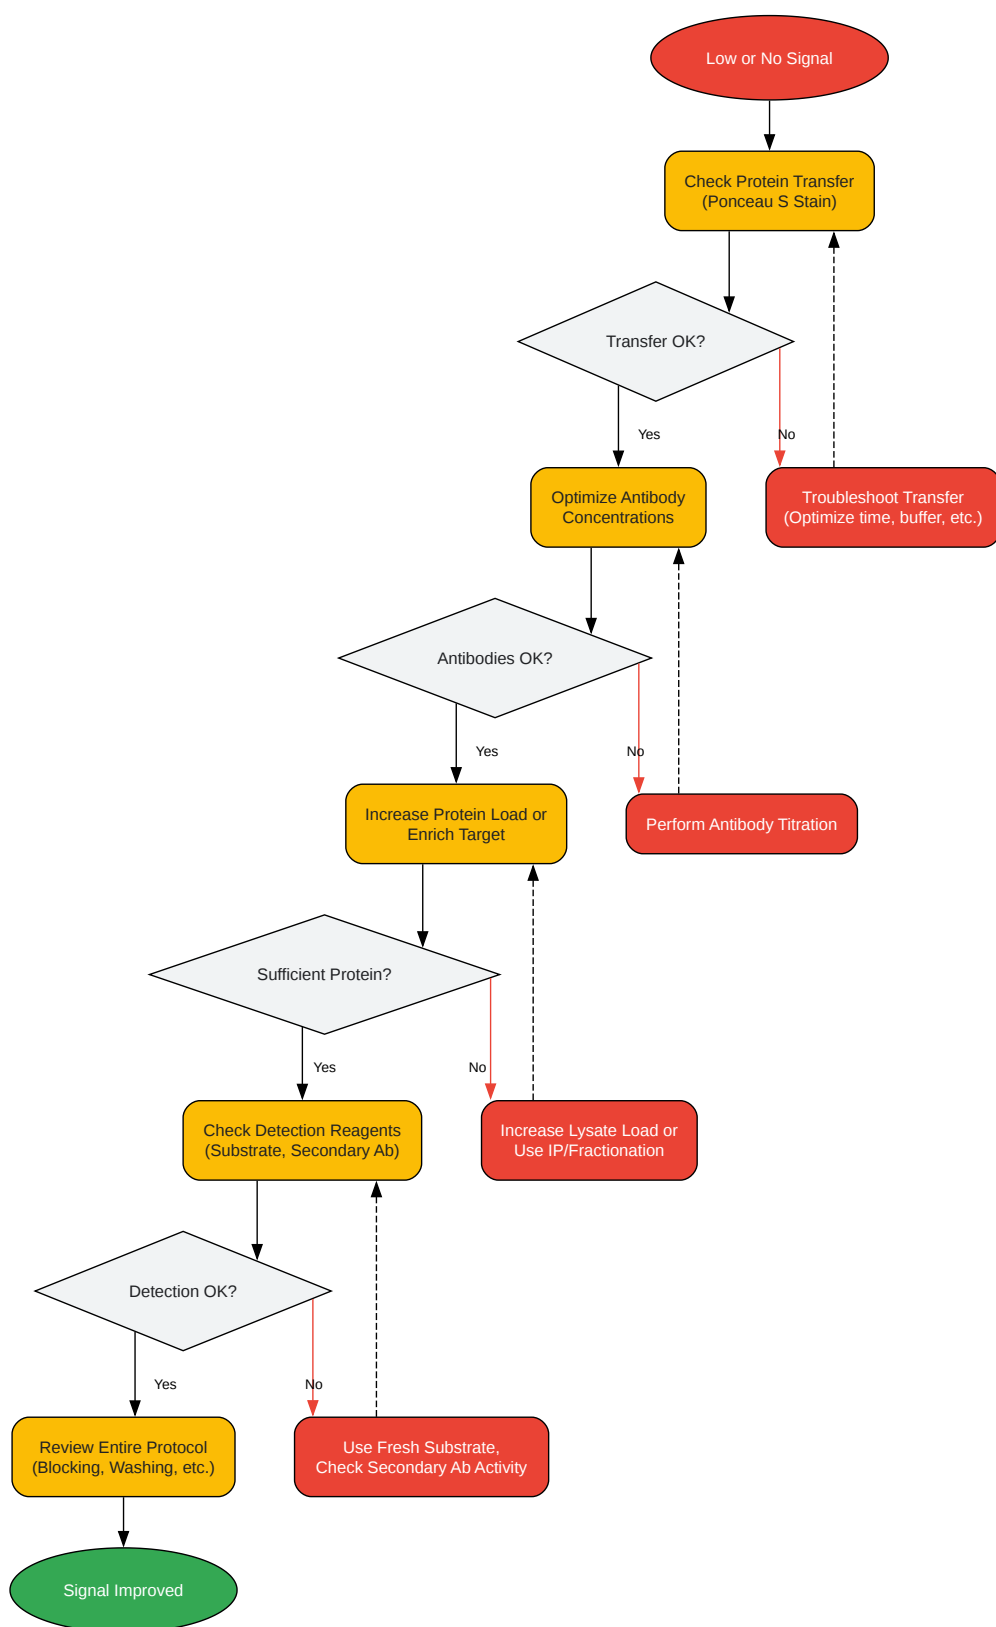 Low or No Signal
Check Protein Transfer
(Ponceau S Stain)
Transfer OK?
Yes
No
Optimize Antibody
Concentrations
Troubleshoot Transfer
(Optimize time, buffer, etc.)
Antibodies OK?
Yes
No
Increase Protein Load or
Enrich Target
Perform Antibody Titration
Sufficient Protein?
Yes
No
Check Detection Reagents
(Substrate, Secondary Ab)
Increase Lysate Load or
Use IP/Fractionation
Detection OK?
Yes
No
Review Entire Protocol
(Blocking, Washing, etc.)
Use Fresh Substrate,
Check Secondary Ab Activity
Signal Improved